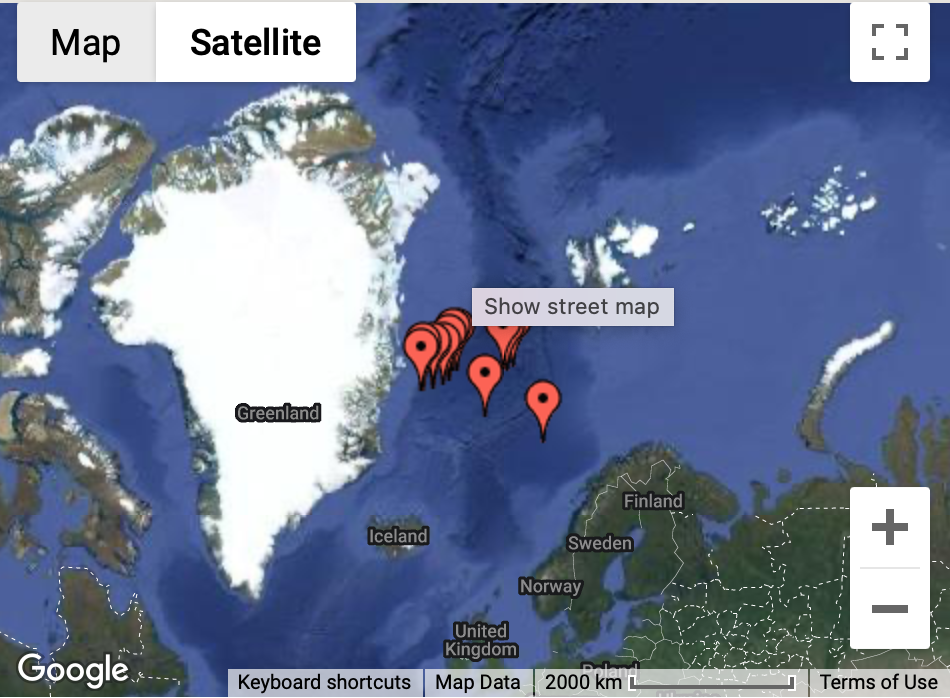 Map
Satellite
Show street map
Greenland
Finland
Iceland
Sweden
Norway
United
Kingdom
Poland
Google
Keyboard shortcuts
Map Data
2000 km
Terms of Use